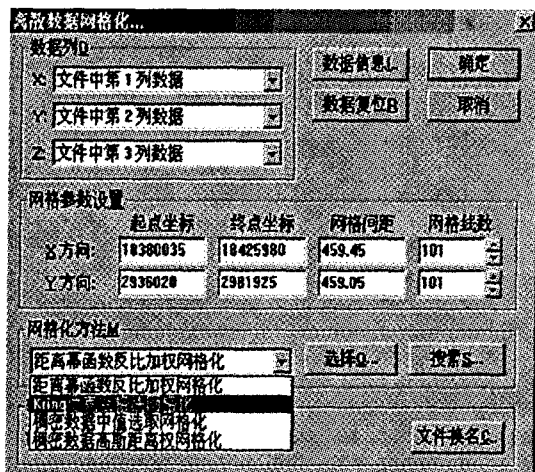 离散数据网格化...
数据列D
X: 文件中第1列数据
Y: 文件中第2列数据
Z: 文件中第3列数据
数据信息I...
确定
数据复位R
取消
网格参数设置
起点坐标 终点坐标 网格间距 网格线数
X方向: 18380035 18425980 459.45 101
Y方向: 2936020 2981925 459.05 101
网格化方法M
距离幂函数反比加权网格化
选择O... 搜索S...
距离幂函数反比加权网格化
稠密数据中值选取网格化
稠密数据高斯距离权网格化
文件换名C...